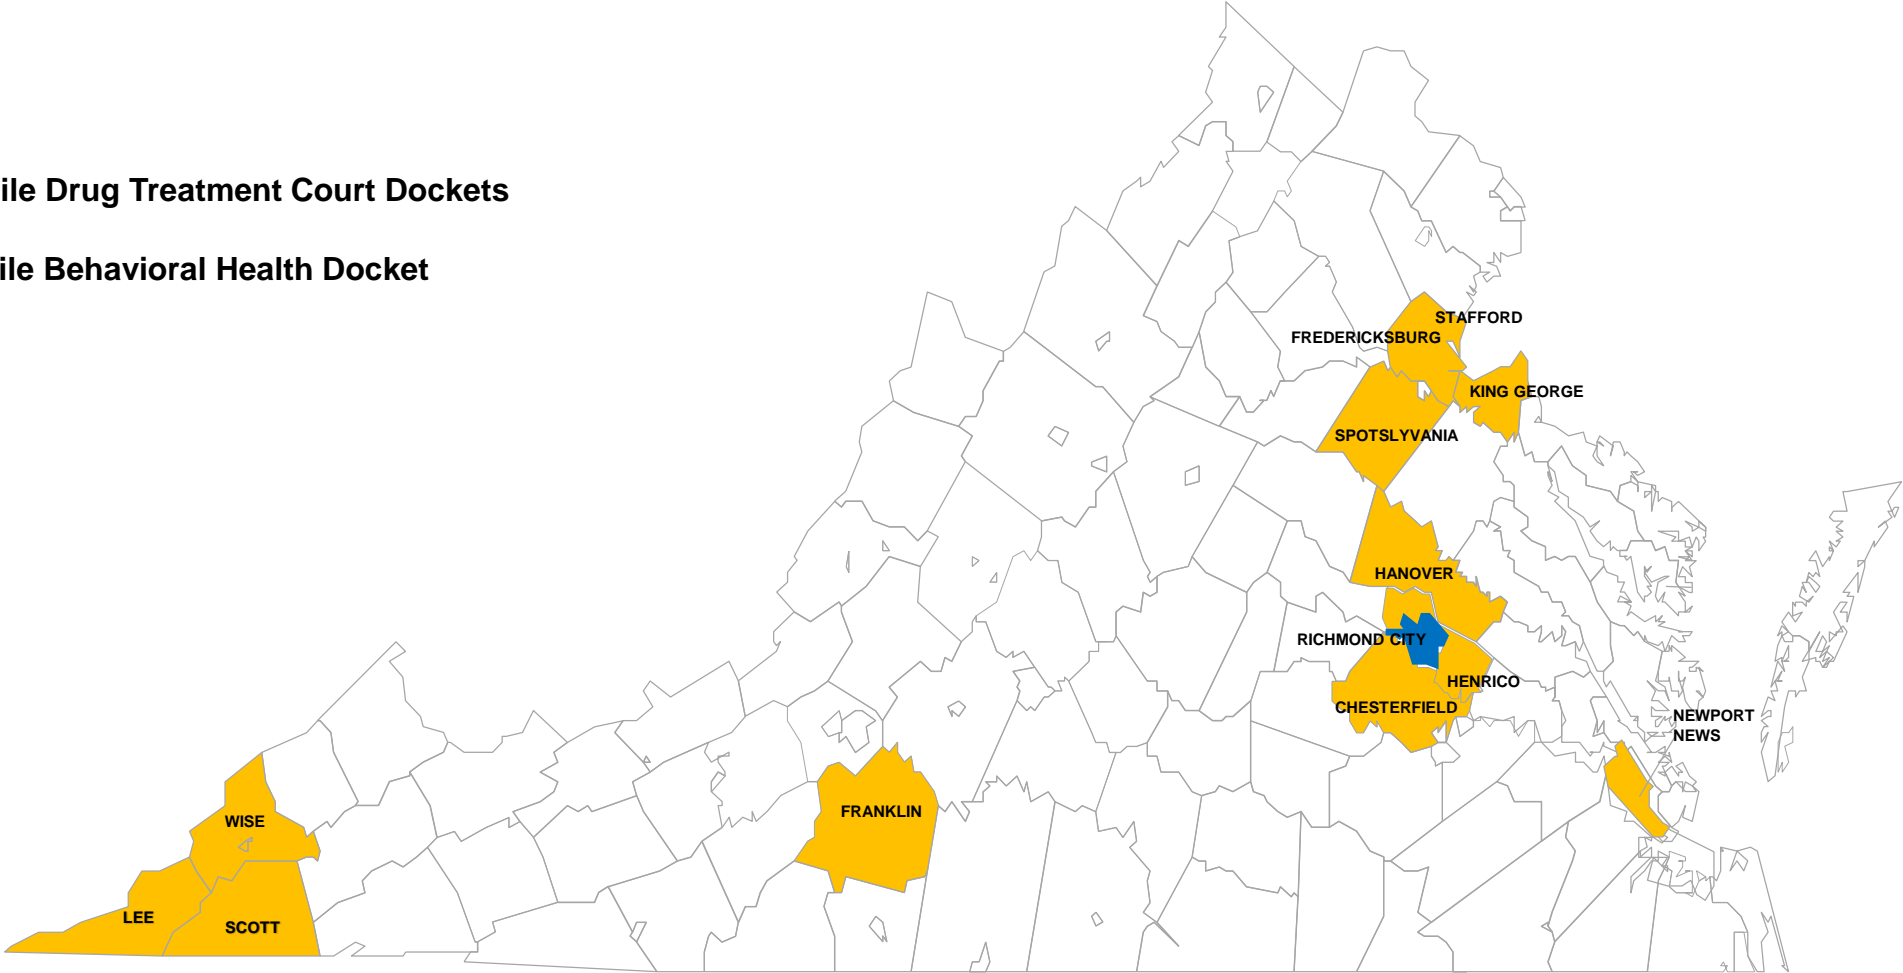 ile Drug Treatment Court Dockets
ile Behavioral Health Docket
STAFFORD
FREDERICKSBURG
KING GEORGE
SPOTSLYVANIA
HANOVER
RICHMOND CITY
HENRICO
CHESTERFIELD
NEWPORT
NEWS
FRANKLIN
WISE
LEE
SCOTT